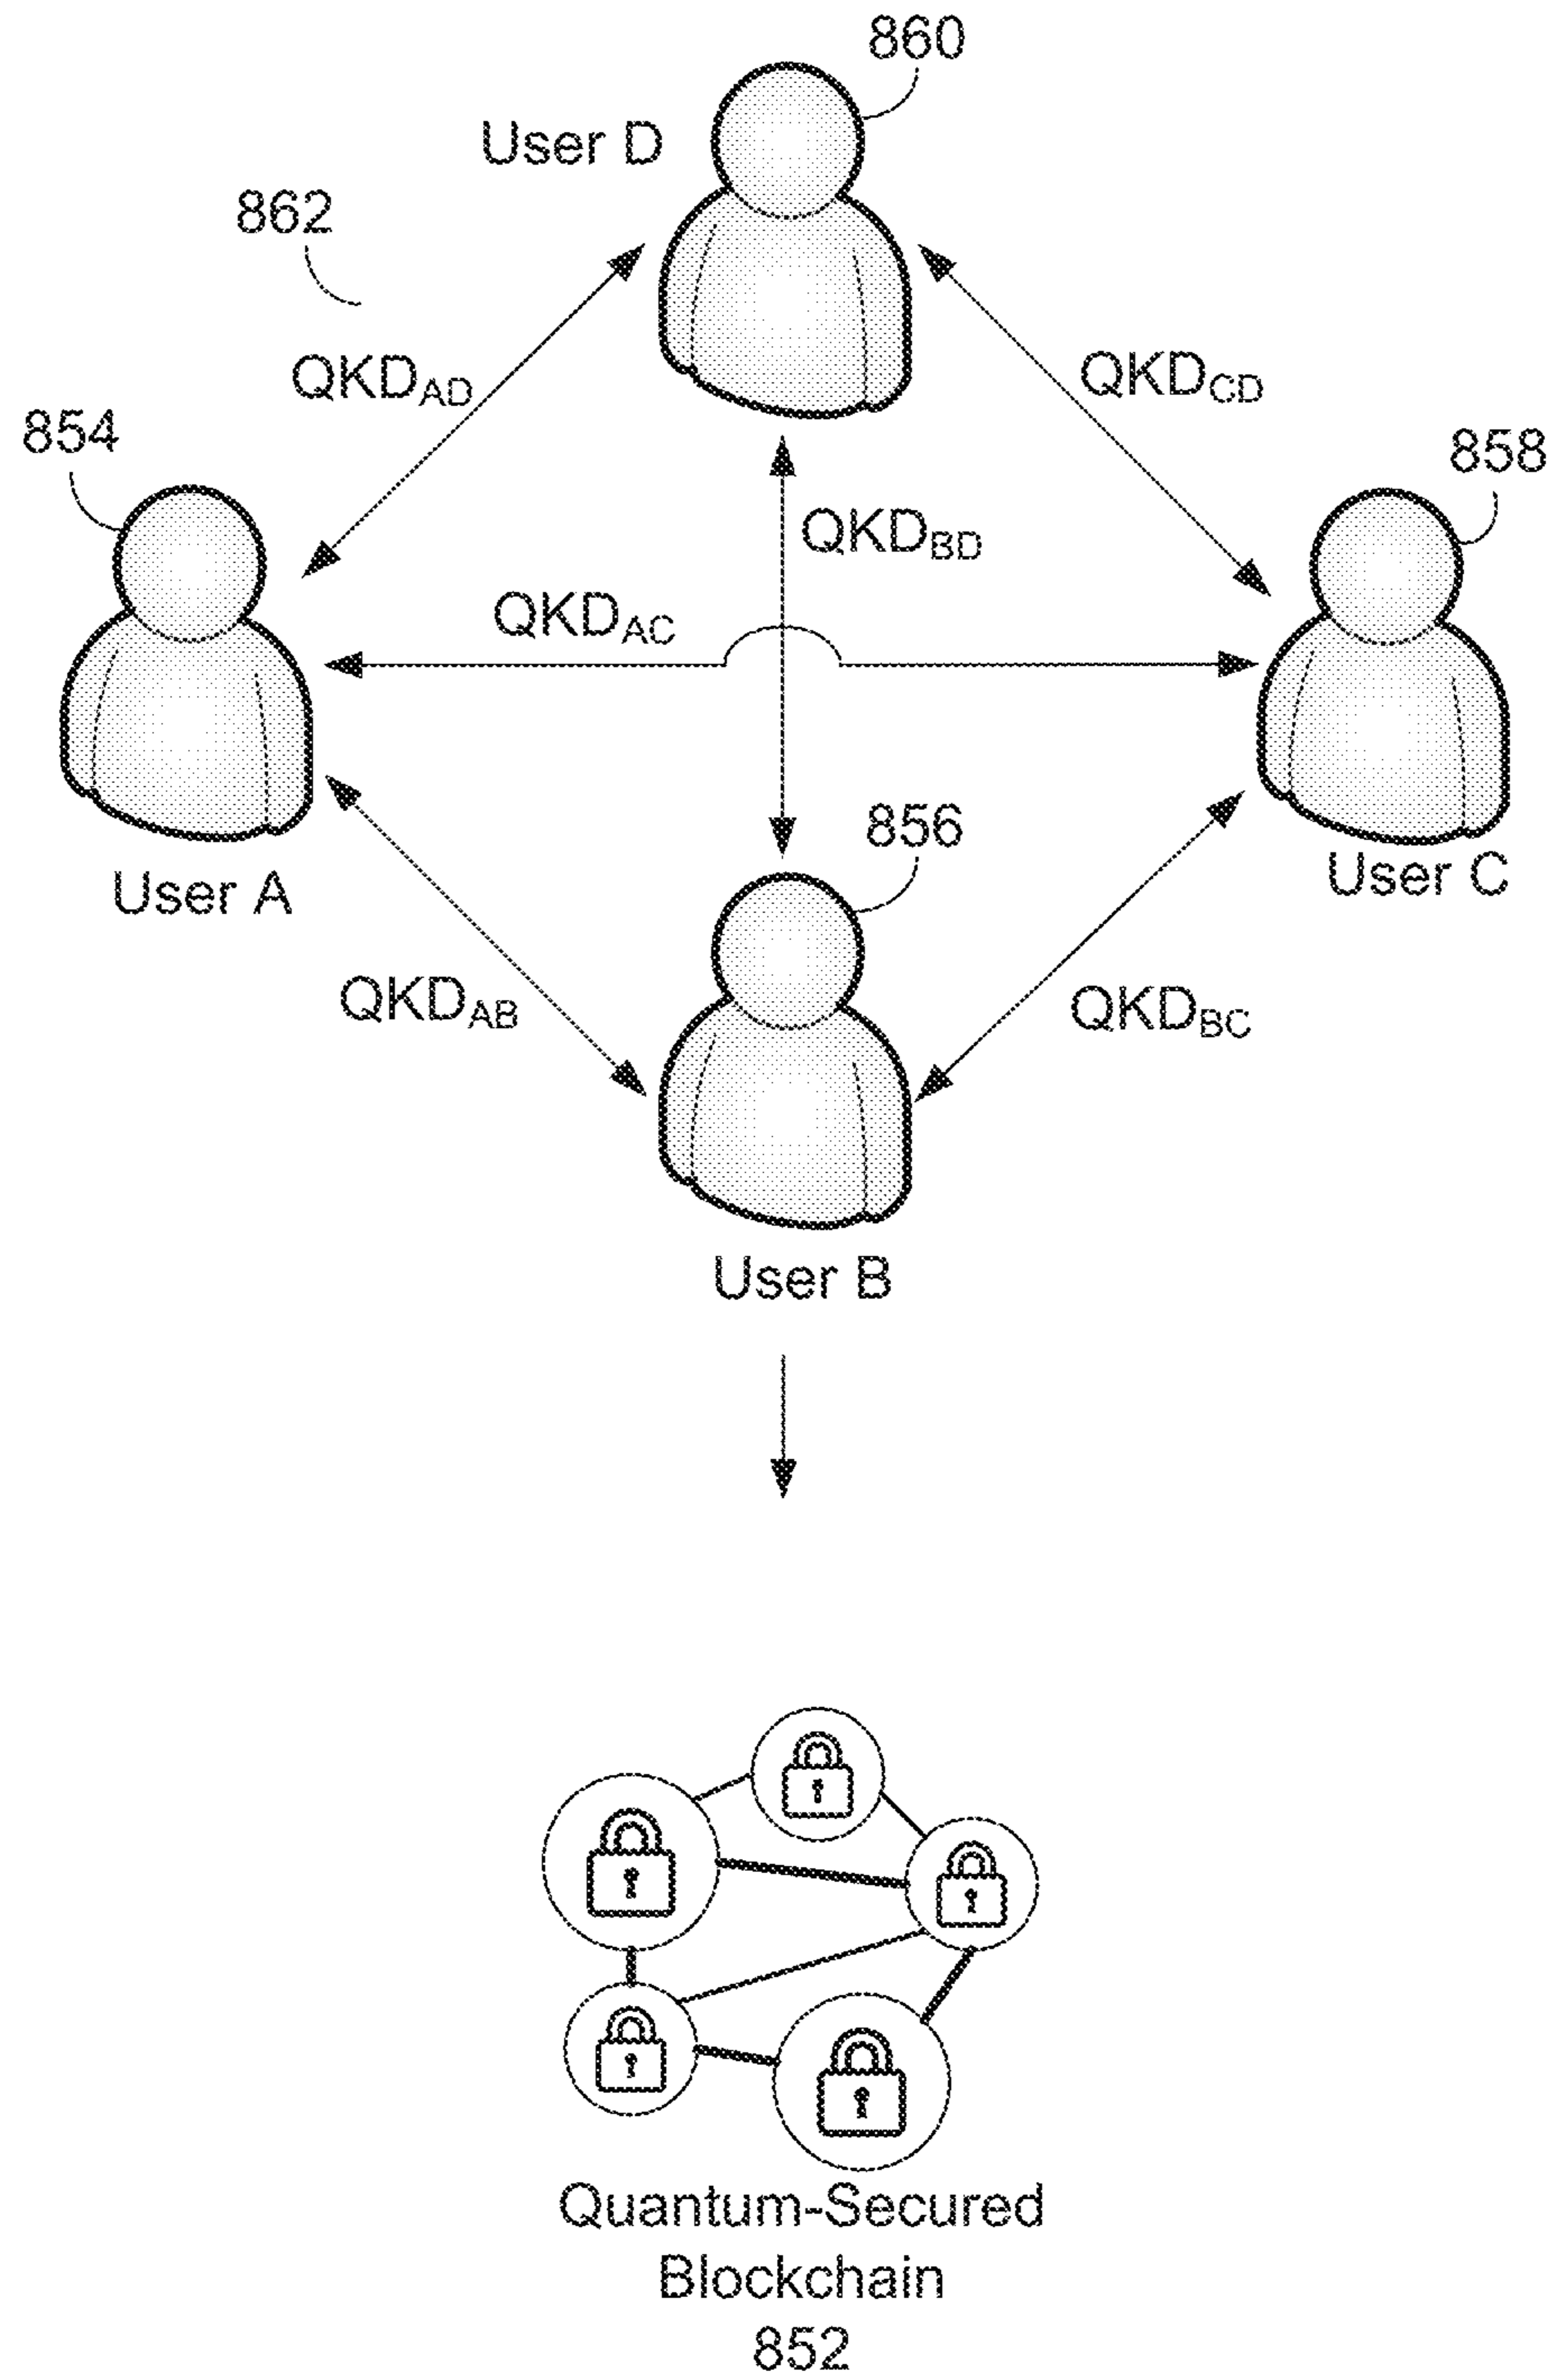 860
User D
862
QKDAD
QKDCD
854
858
QKDBD
QKDAC
856
User A
User C
QKDAB
QKDBC
User B
Quantum-Secured
Blockchain
852